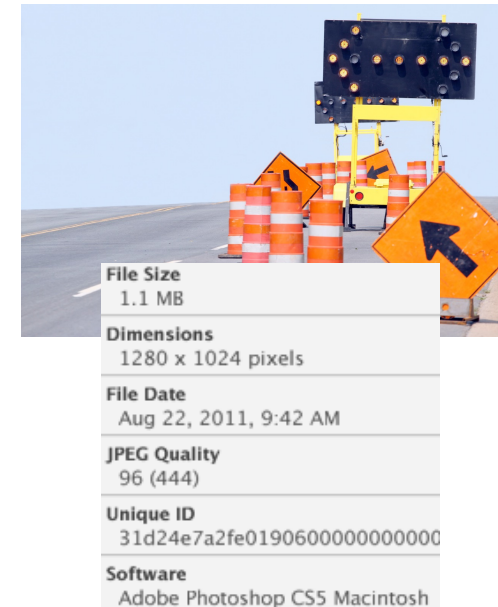 File Size
1.1 MB
Dimensions
1280 x 1024 pixels
File Date
Aug 22, 2011, 9:42 AM
JPEG Quality
96 (444)
Unique ID
31d24e7a2fe0190600000000000
Software
Adobe Photoshop CS5 Macintosh